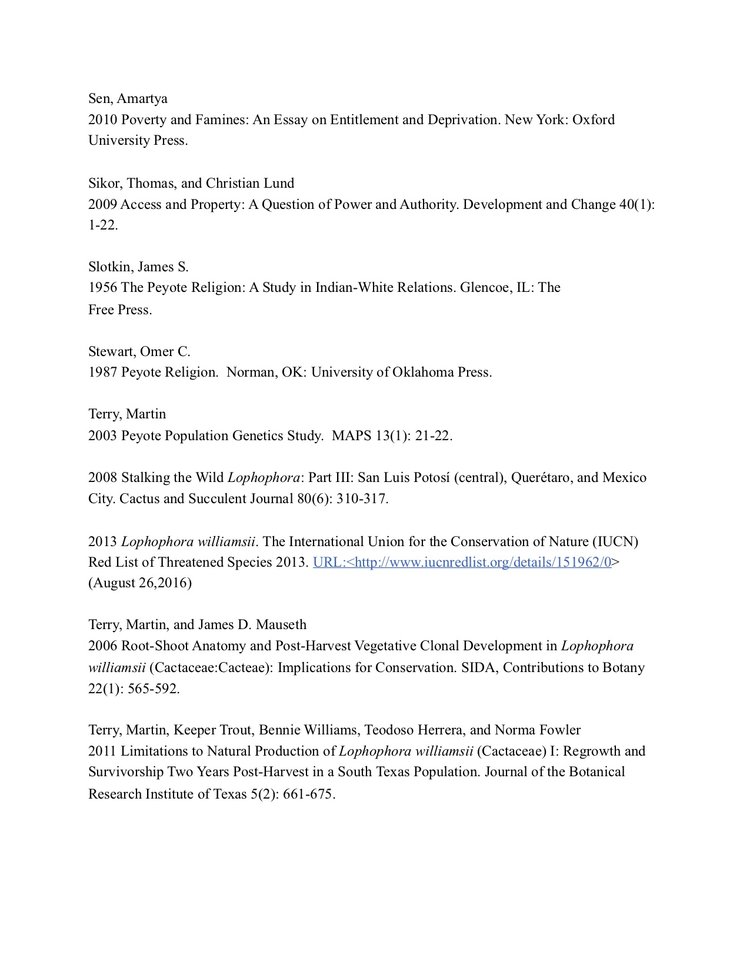 Sen, Amartya
2010 Poverty and Famines: An Essay on Entitlement and Deprivation. New York: Oxford
University Press.
Sikor, Thomas, and Christian Lund
2009 Access and Property: A Question of Power and Authority. Development and Change 40(1):
1-22.
Slotkin, James S.
1956 The Peyote Religion: A Study in Indian-White Relations. Glencoe, IL: The
Free Press.
Stewart, Omer C.
1987 Peyote Religion.  Norman, OK: University of Oklahoma Press.
Terry, Martin
2003 Peyote Population Genetics Study.  MAPS 13(1): 21-22.
2008 Stalking the Wild Lophophora: Part III: San Luis Potosí (central), Querétaro, and Mexico
City. Cactus and Succulent Journal 80(6): 310-317.
2013 Lophophora williamsii. The International Union for the Conservation of Nature (IUCN)
Red List of Threatened Species 2013. URL:<http://www.iucnredlist.org/details/151962/0>
(August 26,2016)
Terry, Martin, and James D. Mauseth
2006 Root-Shoot Anatomy and Post-Harvest Vegetative Clonal Development in Lophophora
williamsii (Cactaceae:Cacteae): Implications for Conservation. SIDA, Contributions to Botany
22(1): 565-592.
Terry, Martin, Keeper Trout, Bennie Williams, Teodoso Herrera, and Norma Fowler
2011 Limitations to Natural Production of Lophophora williamsii (Cactaceae) I: Regrowth and
Survivorship Two Years Post-Harvest in a South Texas Population. Journal of the Botanical
Research Institute of Texas 5(2): 661-675.